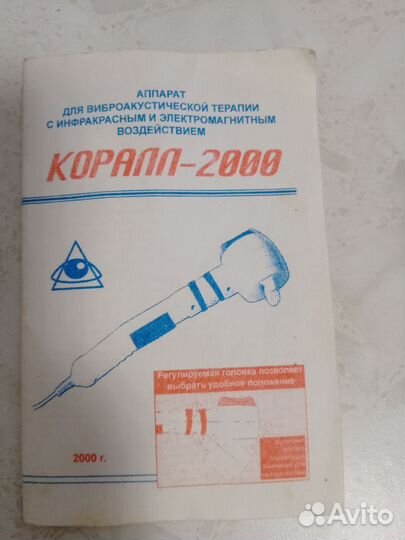 АППАРАТ
ДЛЯ ВИБРОАКУСТИЧЕСКОЙ ТЕРАПИИ
С ИНФРАКРАСНЫМ И ЭЛЕКТРОМАГНИТНЫМ
ВОЗДЕЙСТВИЕМ
КОРАЛЛ-2000
Регулируемая головка позволяет
выбрать удобное положение
2000 г.
Avito